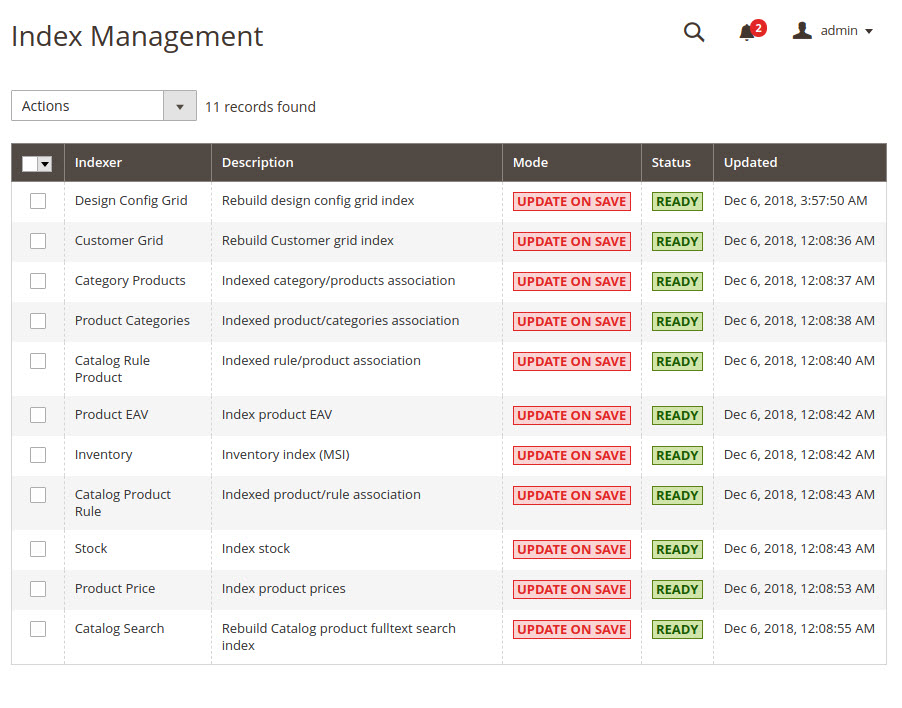 Index Management
2
admin
Actions
11 records found
Indexer Description Mode Status Updated
Design Config Grid Rebuild design config grid index UPDATE ON SAVE READY Dec 6, 2018, 3:57:50 AM
Customer Grid Rebuild Customer grid index UPDATE ON SAVE READY Dec 6, 2018, 12:08:36 AM
Category Products Indexed category/products association UPDATE ON SAVE READY Dec 6, 2018, 12:08:37 AM
Product Categories Indexed product/categories association UPDATE ON SAVE READY Dec 6, 2018, 12:08:38 AM
Catalog Rule Indexed rule/product association UPDATE ON SAVE READY Dec 6, 2018, 12:08:40 AM
Product
Product EAV Index product EAV UPDATE ON SAVE READY Dec 6, 2018, 12:08:42 AM
Inventory Inventory index (MSI) UPDATE ON SAVE READY Dec 6, 2018, 12:08:42 AM
Catalog Product Indexed product/rule association UPDATE ON SAVE READY Dec 6, 2018, 12:08:43 AM
Rule
Stock Index stock UPDATE ON SAVE READY Dec 6, 2018, 12:08:43 AM
Product Price Index product prices UPDATE ON SAVE READY Dec 6, 2018, 12:08:53 AM
Catalog Search Rebuild Catalog product fulltext search UPDATE ON SAVE READY Dec 6, 2018, 12:08:55 AM
index